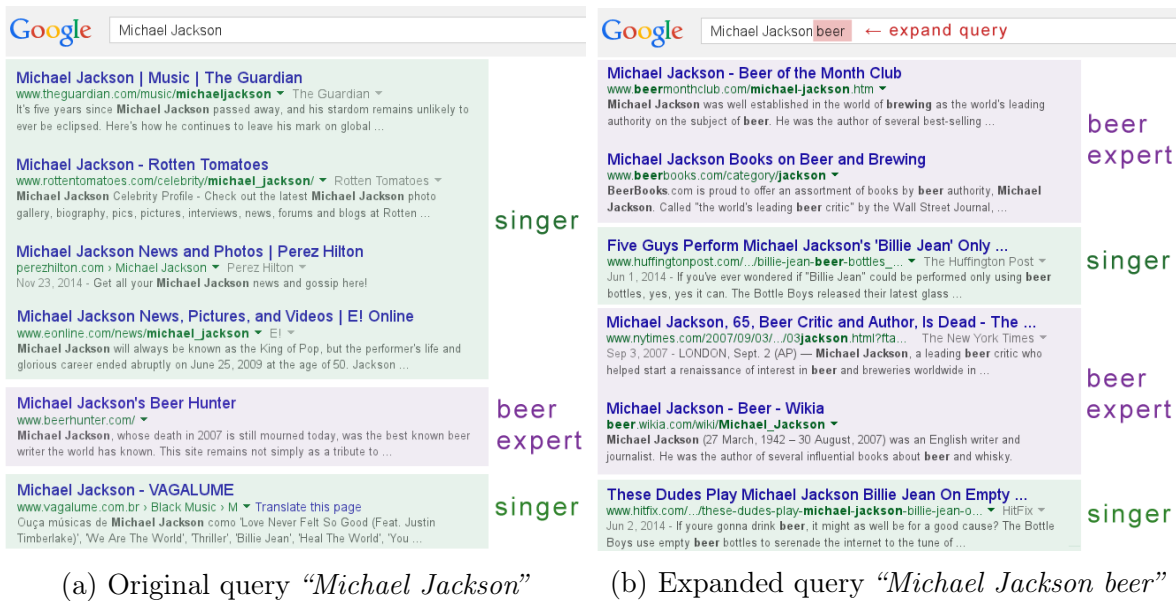 Google
Michael Jackson
Michael Jackson | Music | The Guardian
www.theguardian.com/music/michaeljackson ▼ The Guardian ▼
It's five years since Michael Jackson passed away, and his stardom remains unlikely to
ever be eclipsed. Here's how he continues to leave his mark on global ...
Michael Jackson - Rotten Tomatoes
www.rottentomatoes.com/celebrity/michael_jackson/ ▼ Rotten Tomatoes ▼
Michael Jackson Celebrity Profile - Check out the latest Michael Jackson photo
gallery, biography, pics, pictures, interviews, news, forums and blogs at Rotten ...
Michael Jackson News and Photos | Perez Hilton
perezhilton.com › Michael Jackson ▼ Perez Hilton ▼
Nov 23, 2014 - Get all your Michael Jackson news and gossip here!
Michael Jackson News, Pictures, and Videos | E! Online
www.eonline.com/news/michael_jackson ▼ E! ▼
Michael Jackson will always be known as the King of Pop, but the performer's life and
glorious career ended abruptly on June 25, 2009 at the age of 50. Jackson ...
singer
Michael Jackson's Beer Hunter
www.beerhunter.com/ ▼
Michael Jackson, whose death in 2007 is still mourned today, was the best known beer
writer the world has known. This site remains not simply as a tribute to ...
beer
expert
Michael Jackson - VAGALUME
www.vagalume.com.br › Black Music › M ▼ Translate this page
Ouça músicas de Michael Jackson como 'Love Never Felt So Good (Feat. Justin
Timberlake)', 'We Are The World', 'Thriller', 'Billie Jean', 'Heal The World', 'You ...
singer
(a) Original query "Michael Jackson"
Google
Michael Jackson beer ← expand query
Michael Jackson - Beer of the Month Club
www.beermonthclub.com/michael-jackson.htm ▼
Michael Jackson was well established in the world of brewing as the world's leading
authority on the subject of beer. He was the author of several best-selling ...
Michael Jackson Books on Beer and Brewing
www.beerbooks.com/category/jackson ▼
BeerBooks.com is proud to offer an assortment of books by beer authority, Michael
Jackson. Called "the world's leading beer critic" by the Wall Street Journal, ...
beer
expert
Five Guys Perform Michael Jackson's 'Billie Jean' Only ...
www.huffingtonpost.com/.../billie-jean-beer-bottles_... ▼ The Huffington Post ▼
Jun 1, 2014 - If you've ever wondered if "Billie Jean" could be performed only using beer
bottles, yes, yes it can. The Bottle Boys released their latest glass ...
singer
Michael Jackson, 65, Beer Critic and Author, Is Dead - The ...
www.nytimes.com/2007/09/03/.../03jackson.html?fta... The New York Times ▼
Sep 3, 2007 - LONDON, Sept. 2 (AP) — Michael Jackson, a leading beer critic who
helped start a renaissance of interest in beer and breweries worldwide in ...
Michael Jackson - Beer - Wikia
beer.wikia.com/wiki/Michael_Jackson ▼
Michael Jackson (27 March, 1942 – 30 August, 2007) was an English writer and
journalist. He was the author of several influential books about beer and whisky.
beer
expert
These Dudes Play Michael Jackson Billie Jean On Empty ...
www.hitfix.com/.../these-dudes-play-michael-jackson-billie-jean-o... ▼ HitFix ▼
Jun 2, 2014 - If youre gonna drink beer, it might as well be for a good cause? The Bottle
Boys use empty beer bottles to serenade the internet to the tune of ...
singer
(b) Expanded query "Michael Jackson beer"